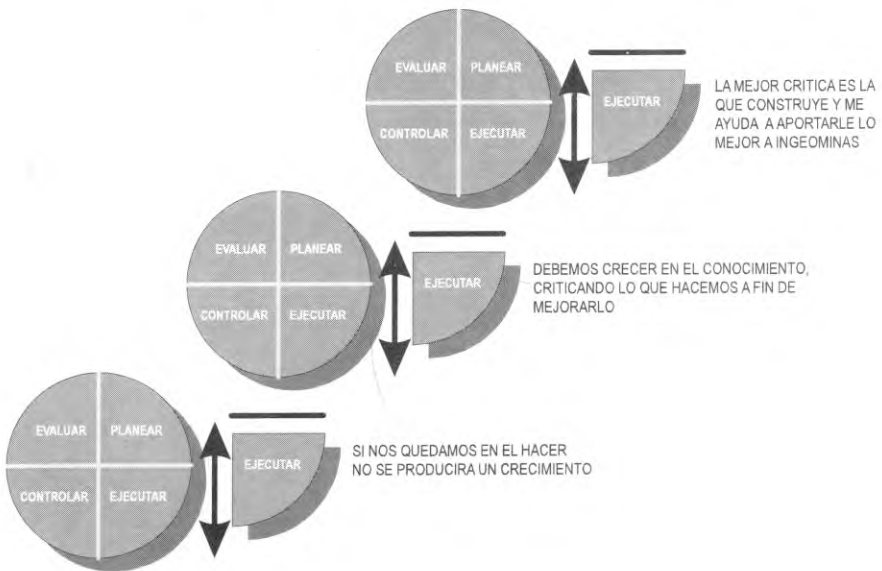 EVALUAR PLANEAR
CONTROLAR EJECUTAR
EJECUTAR
LA MEJOR CRITICA ES LA
QUE CONSTRUYE Y ME
AYUDA A APORTARLE LO
MEJOR A INGEOMINAS
EVALUAR PLANEAR
CONTROLAR EJECUTAR
EJECUTAR
DEBEMOS CRECER EN EL CONOCIMIENTO,
CRITICANDO LO QUE HACEMOS A FIN DE
MEJORARLO
EVALUAR PLANEAR
CONTROLAR EJECUTAR
EJECUTAR
SI NOS QUEDAMOS EN EL HACER
NO SE PRODUCIRA UN CRECIMIENTO